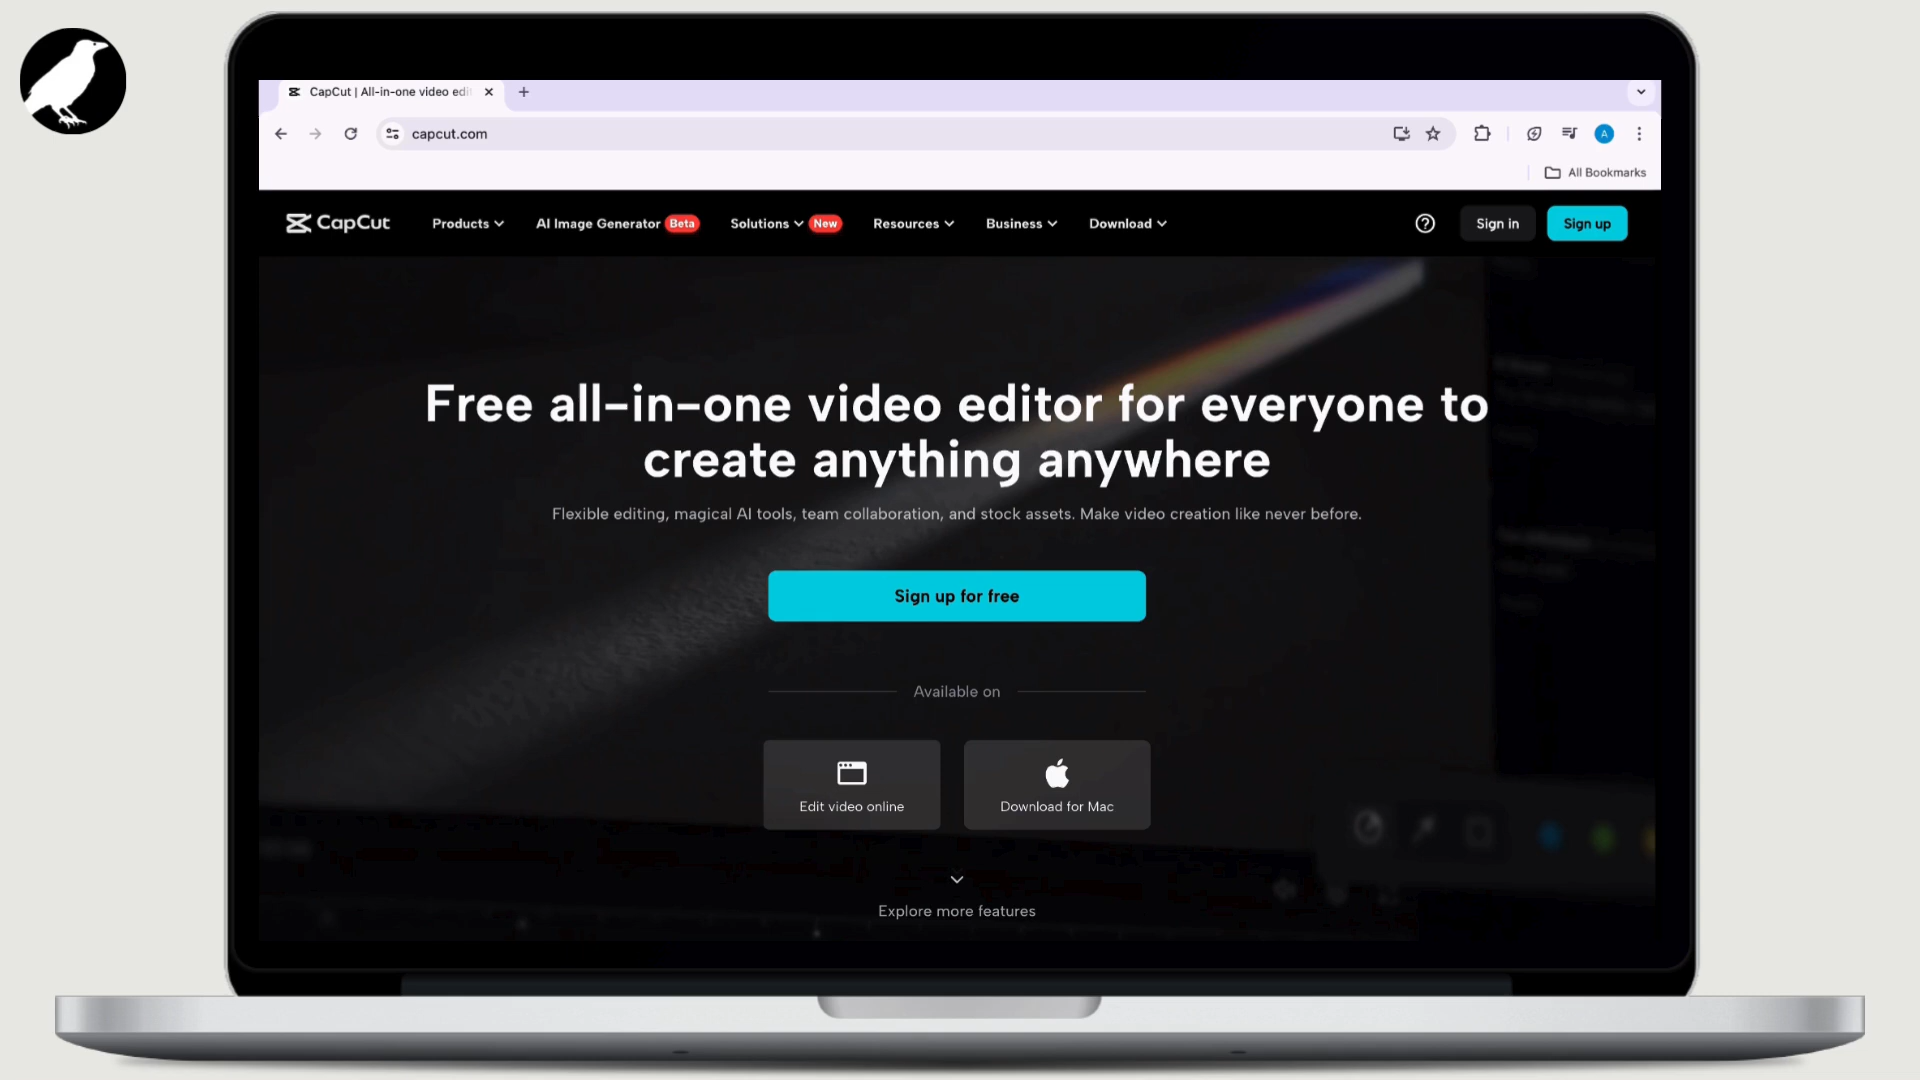 CapCut | All-in-one video edi
capcut.com
A
All Bookmarks
CapCut
Products
AI Image Generator Beta
Solutions New
Resources
Business
Download
?
Sign in
Sign up
Free all-in-one video editor for everyone to
create anything anywhere
Flexible editing, magical AI tools, team collaboration, and stock assets. Make video creation like never before.
Sign up for free
Available on
Edit video online
Download for Mac
Explore more features